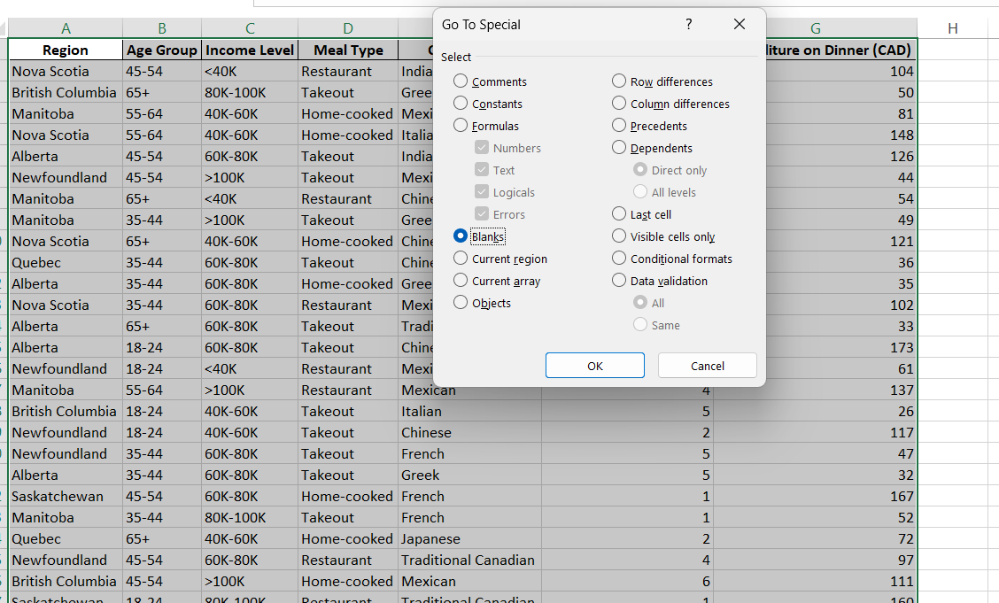 A B C D G H
Go To Special ?
Region Age Group Income Level Meal Type iture on Dinner (CAD)
Select
Comments Row differences
Constants Column differences
Formulas Precedents
Numbers Dependents
Text Direct only
Logicals All levels
Errors Last cell
Blanks Visible cells only
Current region Conditional formats
Current array Data validation
Objects All
Same
OK Cancel
Nova Scotia 45-54 <40K Restaurant India 104
British Columbia 65+ 80K-100K Takeout Gree 50
Manitoba 55-64 40K-60K Home-cooked Mexi 81
Nova Scotia 55-64 40K-60K Home-cooked Italia 148
Alberta 45-54 60K-80K Takeout India 126
Newfoundland 45-54 >100K Takeout Mexi 44
Manitoba 65+ <40K Restaurant Chine 54
Manitoba 35-44 >100K Takeout Gree 49
Nova Scotia 65+ 40K-60K Home-cooked Chine 121
Quebec 35-44 60K-80K Takeout Chine 36
Alberta 35-44 60K-80K Home-cooked Gree 35
Nova Scotia 35-44 60K-80K Restaurant Mexi 102
Alberta 65+ 60K-80K Takeout Tradi 33
Alberta 18-24 60K-80K Takeout Chine 173
Newfoundland 18-24 <40K Restaurant Mexi 61
Manitoba 55-64 >100K Restaurant Mexican 4 137
British Columbia 18-24 40K-60K Takeout Italian 5 26
Newfoundland 18-24 40K-60K Takeout Chinese 2 117
Newfoundland 35-44 60K-80K Takeout French 5 47
Alberta 35-44 60K-80K Takeout Greek 5 32
Saskatchewan 45-54 60K-80K Home-cooked French 1 167
Manitoba 35-44 80K-100K Takeout French 1 52
Quebec 65+ 40K-60K Home-cooked Japanese 2 72
Newfoundland 45-54 60K-80K Restaurant Traditional Canadian 4 97
British Columbia 45-54 >100K Home-cooked Mexican 6 111
Saskatchewan 18-24 80K-100K Restaurant Traditional Canadian 1 160